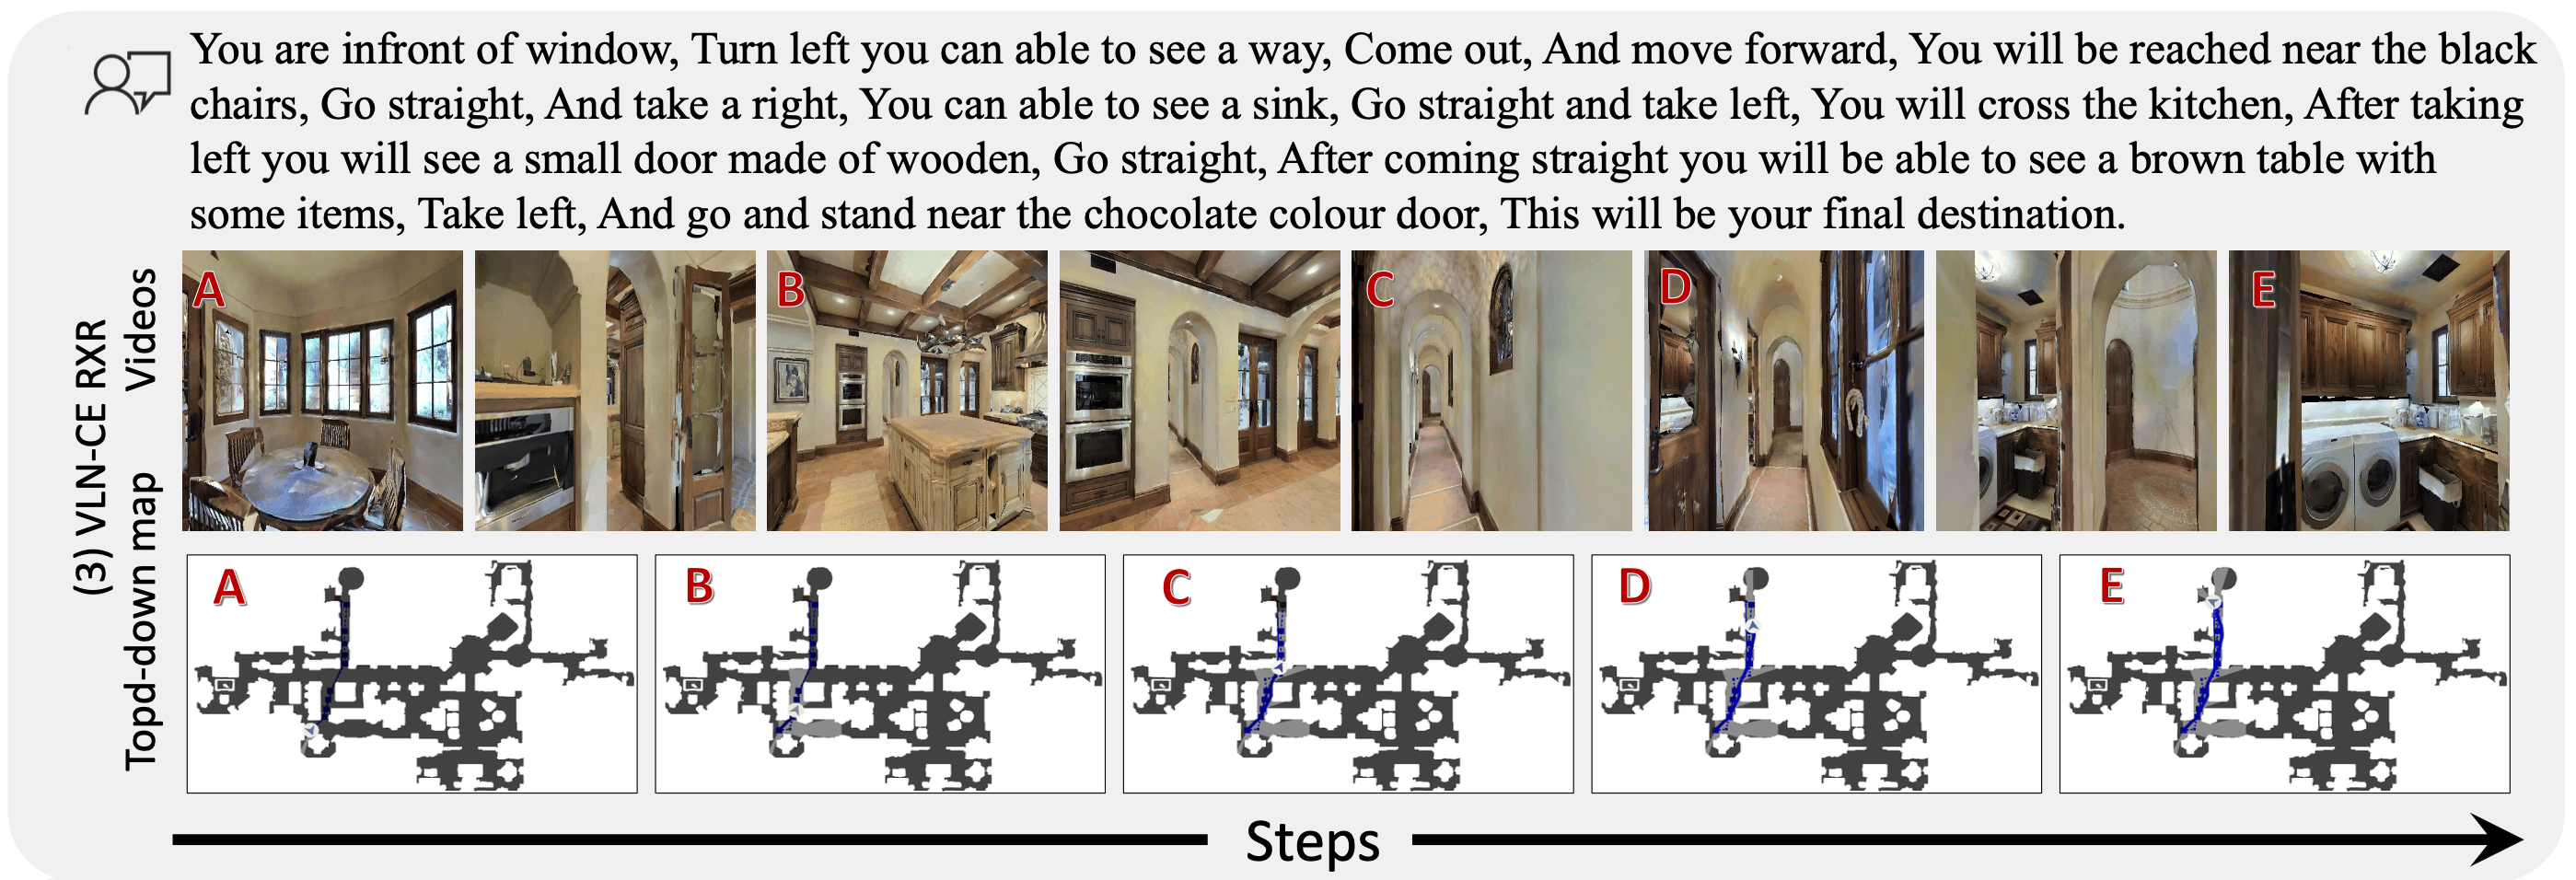 You are infront of window, Turn left you can able to see a way, Come out, And move forward, You will be reached near the black
chairs, Go straight, And take a right, You can able to see a sink, Go straight and take left, You will cross the kitchen, After taking
left you will see a small door made of wooden, Go straight, After coming straight you will be able to see a brown table with
some items, Take left, And go and stand near the chocolate colour door, This will be your final destination.
(3) VLN-CE RXR
Videos
A
B
C
D
E
Topd-down map
A
B
C
D
E
Steps